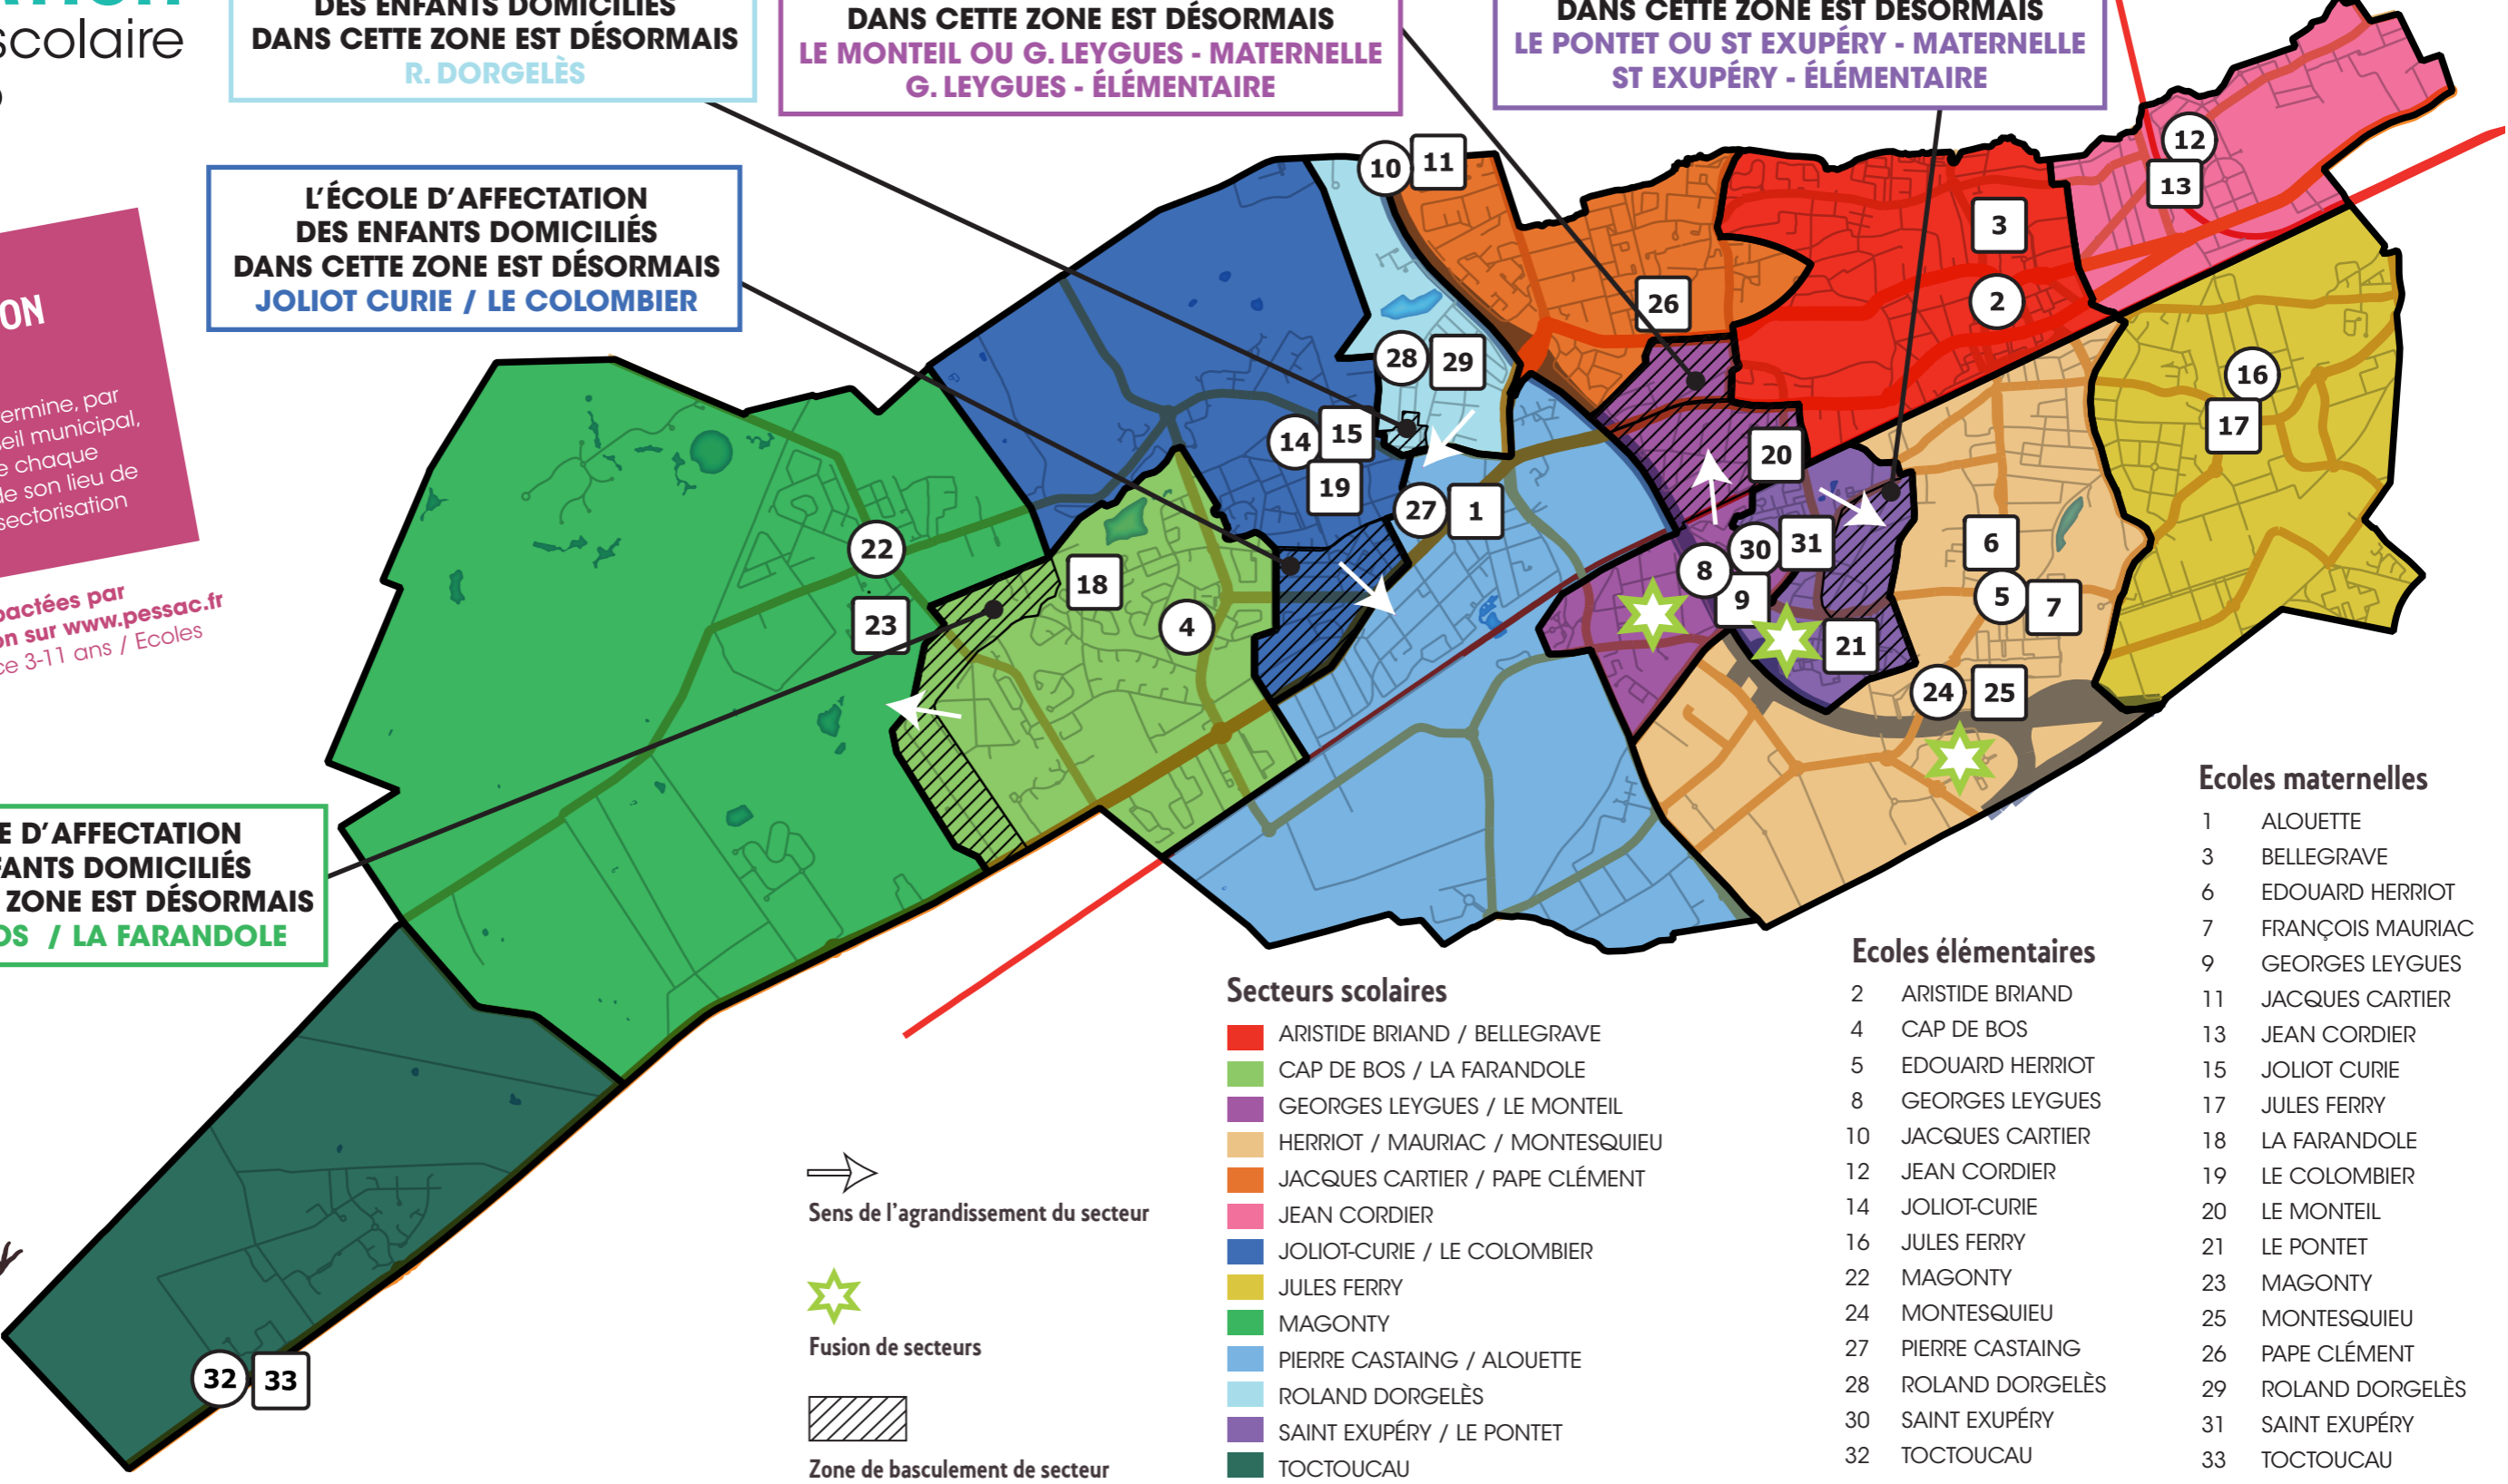 scolaire
DES ENFANTS DOMICILIÉS
DANS CETTE ZONE EST DÉSORMAIS
R. DORGELÈS
DANS CETTE ZONE EST DÉSORMAIS
LE MONTEIL OU G. LEYGUES - MATERNELLE
G. LEYGUES - ÉLÉMENTAIRE
DANS CETTE ZONE EST DÉSORMAIS
LE PONTET OU ST EXUPÉRY - MATERNELLE
ST EXUPÉRY - ÉLÉMENTAIRE
L'ÉCOLE D'AFFECTATION
DES ENFANTS DOMICILIÉS
DANS CETTE ZONE EST DÉSORMAIS
JOLIOT CURIE / LE COLOMBIER
ON
ermine, par
eil municipal,
e chaque
de son lieu de
sectorisation
pactées par
on sur www.pessac.fr
ce 3-11 ans / Ecoles
E D'AFFECTATION
FANTS DOMICILIÉS
ZONE EST DÉSORMAIS
OS / LA FARANDOLE
10 11
12
13
3
2
26
28 29
16
17
14 15
19
20
27 1
22
23
18
4
30 31
8
9
21
6
5 7
24 25
32 33
Sens de l'agrandissement du secteur
Fusion de secteurs
Zone de basculement de secteur
Secteurs scolaires
ARISTIDE BRIAND / BELLEGRAVE
CAP DE BOS / LA FARANDOLE
GEORGES LEYGUES / LE MONTEIL
HERRIOT / MAURIAC / MONTESQUIEU
JACQUES CARTIER / PAPE CLÉMENT
JEAN CORDIER
JOLIOT-CURIE / LE COLOMBIER
JULES FERRY
MAGONTY
PIERRE CASTAING / ALOUETTE
ROLAND DORGELÈS
SAINT EXUPÉRY / LE PONTET
TOCTOUCAU
Ecoles élémentaires
2 ARISTIDE BRIAND
4 CAP DE BOS
5 EDOUARD HERRIOT
8 GEORGES LEYGUES
10 JACQUES CARTIER
12 JEAN CORDIER
14 JOLIOT-CURIE
16 JULES FERRY
22 MAGONTY
24 MONTESQUIEU
27 PIERRE CASTAING
28 ROLAND DORGELÈS
30 SAINT EXUPÉRY
32 TOCTOUCAU
Ecoles maternelles
1 ALOUETTE
3 BELLEGRAVE
6 EDOUARD HERRIOT
7 FRANÇOIS MAURIAC
9 GEORGES LEYGUES
11 JACQUES CARTIER
13 JEAN CORDIER
15 JOLIOT CURIE
17 JULES FERRY
18 LA FARANDOLE
19 LE COLOMBIER
20 LE MONTEIL
21 LE PONTET
23 MAGONTY
25 MONTESQUIEU
26 PAPE CLÉMENT
29 ROLAND DORGELÈS
31 SAINT EXUPÉRY
33 TOCTOUCAU